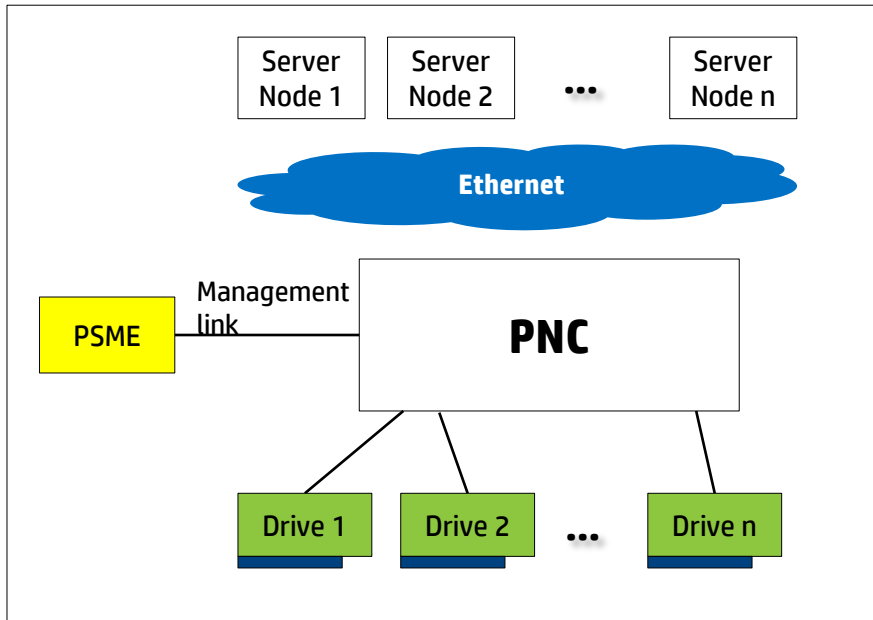 Server
Node 1
Server
Node 2
...
Server
Node n
Ethernet
Management
link
PSME
PNC
Drive 1
Drive 2
...
Drive n